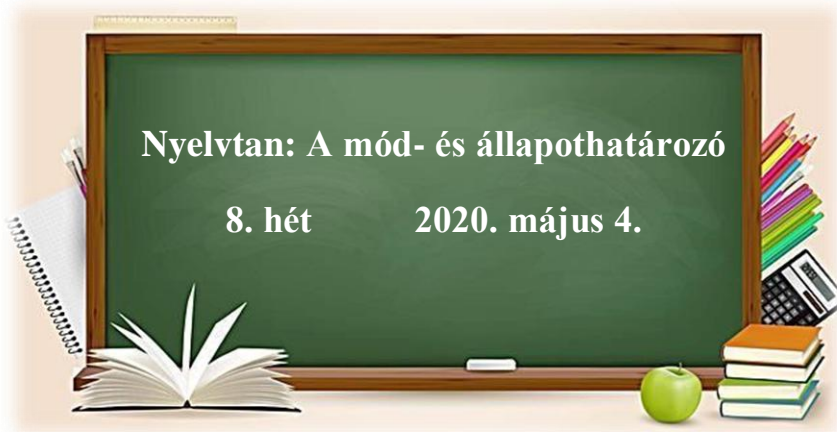 Nyelvtan: A mód- és állapothatározó
8. hét 2020. május 4.